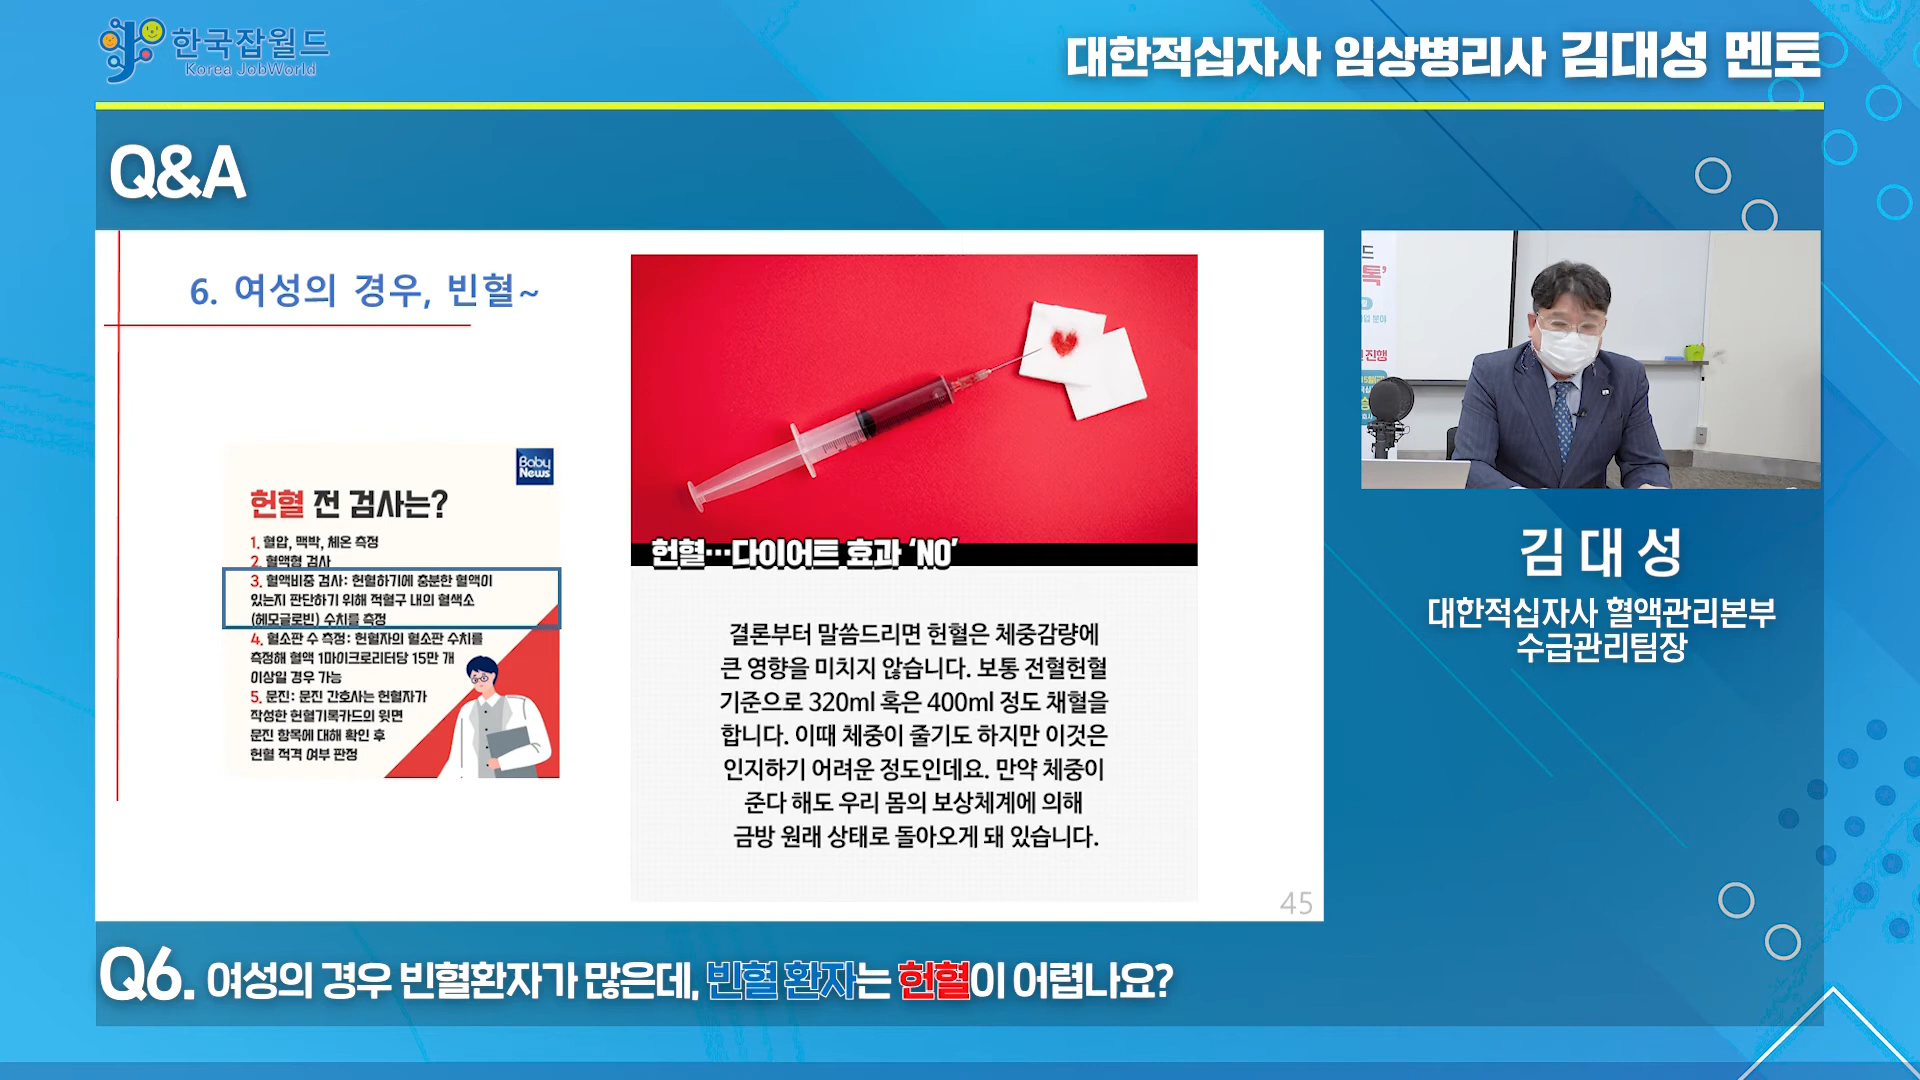 한국잡월드
Korea JobWorld
대한적십자사 임상병리사 김대성 멘토
Q&A
6. 여성의 경우, 빈혈~
Baby
News
헌혈 전 검사는?
1. 혈압, 맥박, 체온 측정
2. 혈액형 검사
3. 혈액비중 검사: 헌혈하기에 충분한 혈액이
있는지 판단하기 위해 적혈구 내의 혈색소
(헤모글로빈) 수치를 측정
4. 혈소판 수 측정: 헌혈자의 혈소판 수치를
측정해 혈액 1마이크로리터당 15만 개
이상일 경우 가능
5. 문진: 문진 간호사는 헌혈자가
작성한 헌혈기록카드의 윗면
문진 항목에 대해 확인 후
헌혈 적격 여부 판정
헌혈…다이어트 효과 ‘NO’
결론부터 말씀드리면 헌혈은 체중감량에
큰 영향을 미치지 않습니다. 보통 전혈헌혈
기준으로 320ml 혹은 400ml 정도 채혈을
합니다. 이때 체중이 줄기도 하지만 이것은
인지하기 어려운 정도인데요. 만약 체중이
준다 해도 우리 몸의 보상체계에 의해
금방 원래 상태로 돌아오게 돼 있습니다.
45
드
톡’
진행
김대성
대한적십자사 혈액관리본부
수급관리팀장
Q6. 여성의 경우 빈혈환자가 많은데, 빈혈 환자는 헌혈이 어렵나요?